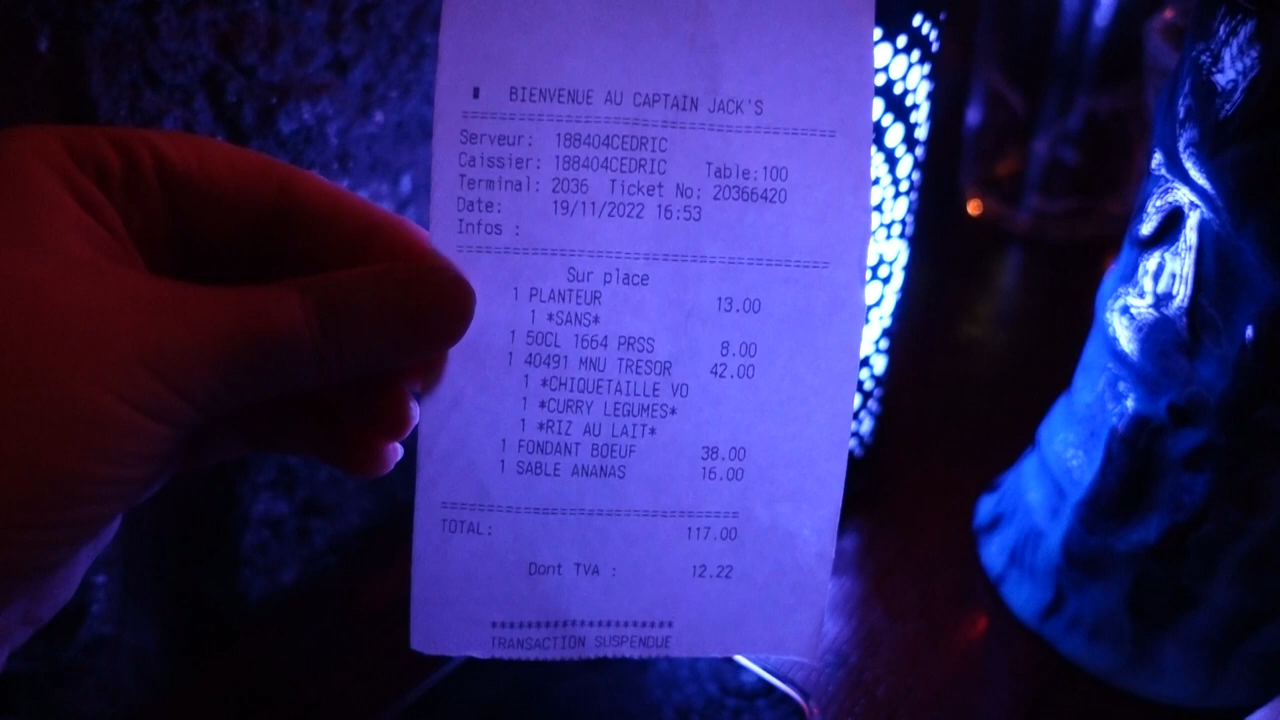 BIENVENUE AU CAPTAIN JACK'S
==================================
Serveur: 188404CEDRIC
Caissier: 188404CEDRIC Table:100
Terminal: 2036 Ticket No: 20366420
Date: 19/11/2022 16:53
Infos :
==================================
Sur place
1 PLANTEUR 13.00
1 *SANS*
1 50CL 1664 PRSS 8.00
1 40491 MNU TRESOR 42.00
1 *CHIQUETAILLE VO
1 *CURRY LEGUMES*
1 *RIZ AU LAIT*
1 FONDANT BOEUF 38.00
1 SABLE ANANAS 16.00
==================================
TOTAL: 117.00
Dont TVA : 12.22
********************
TRANSACTION SUSPENDUE